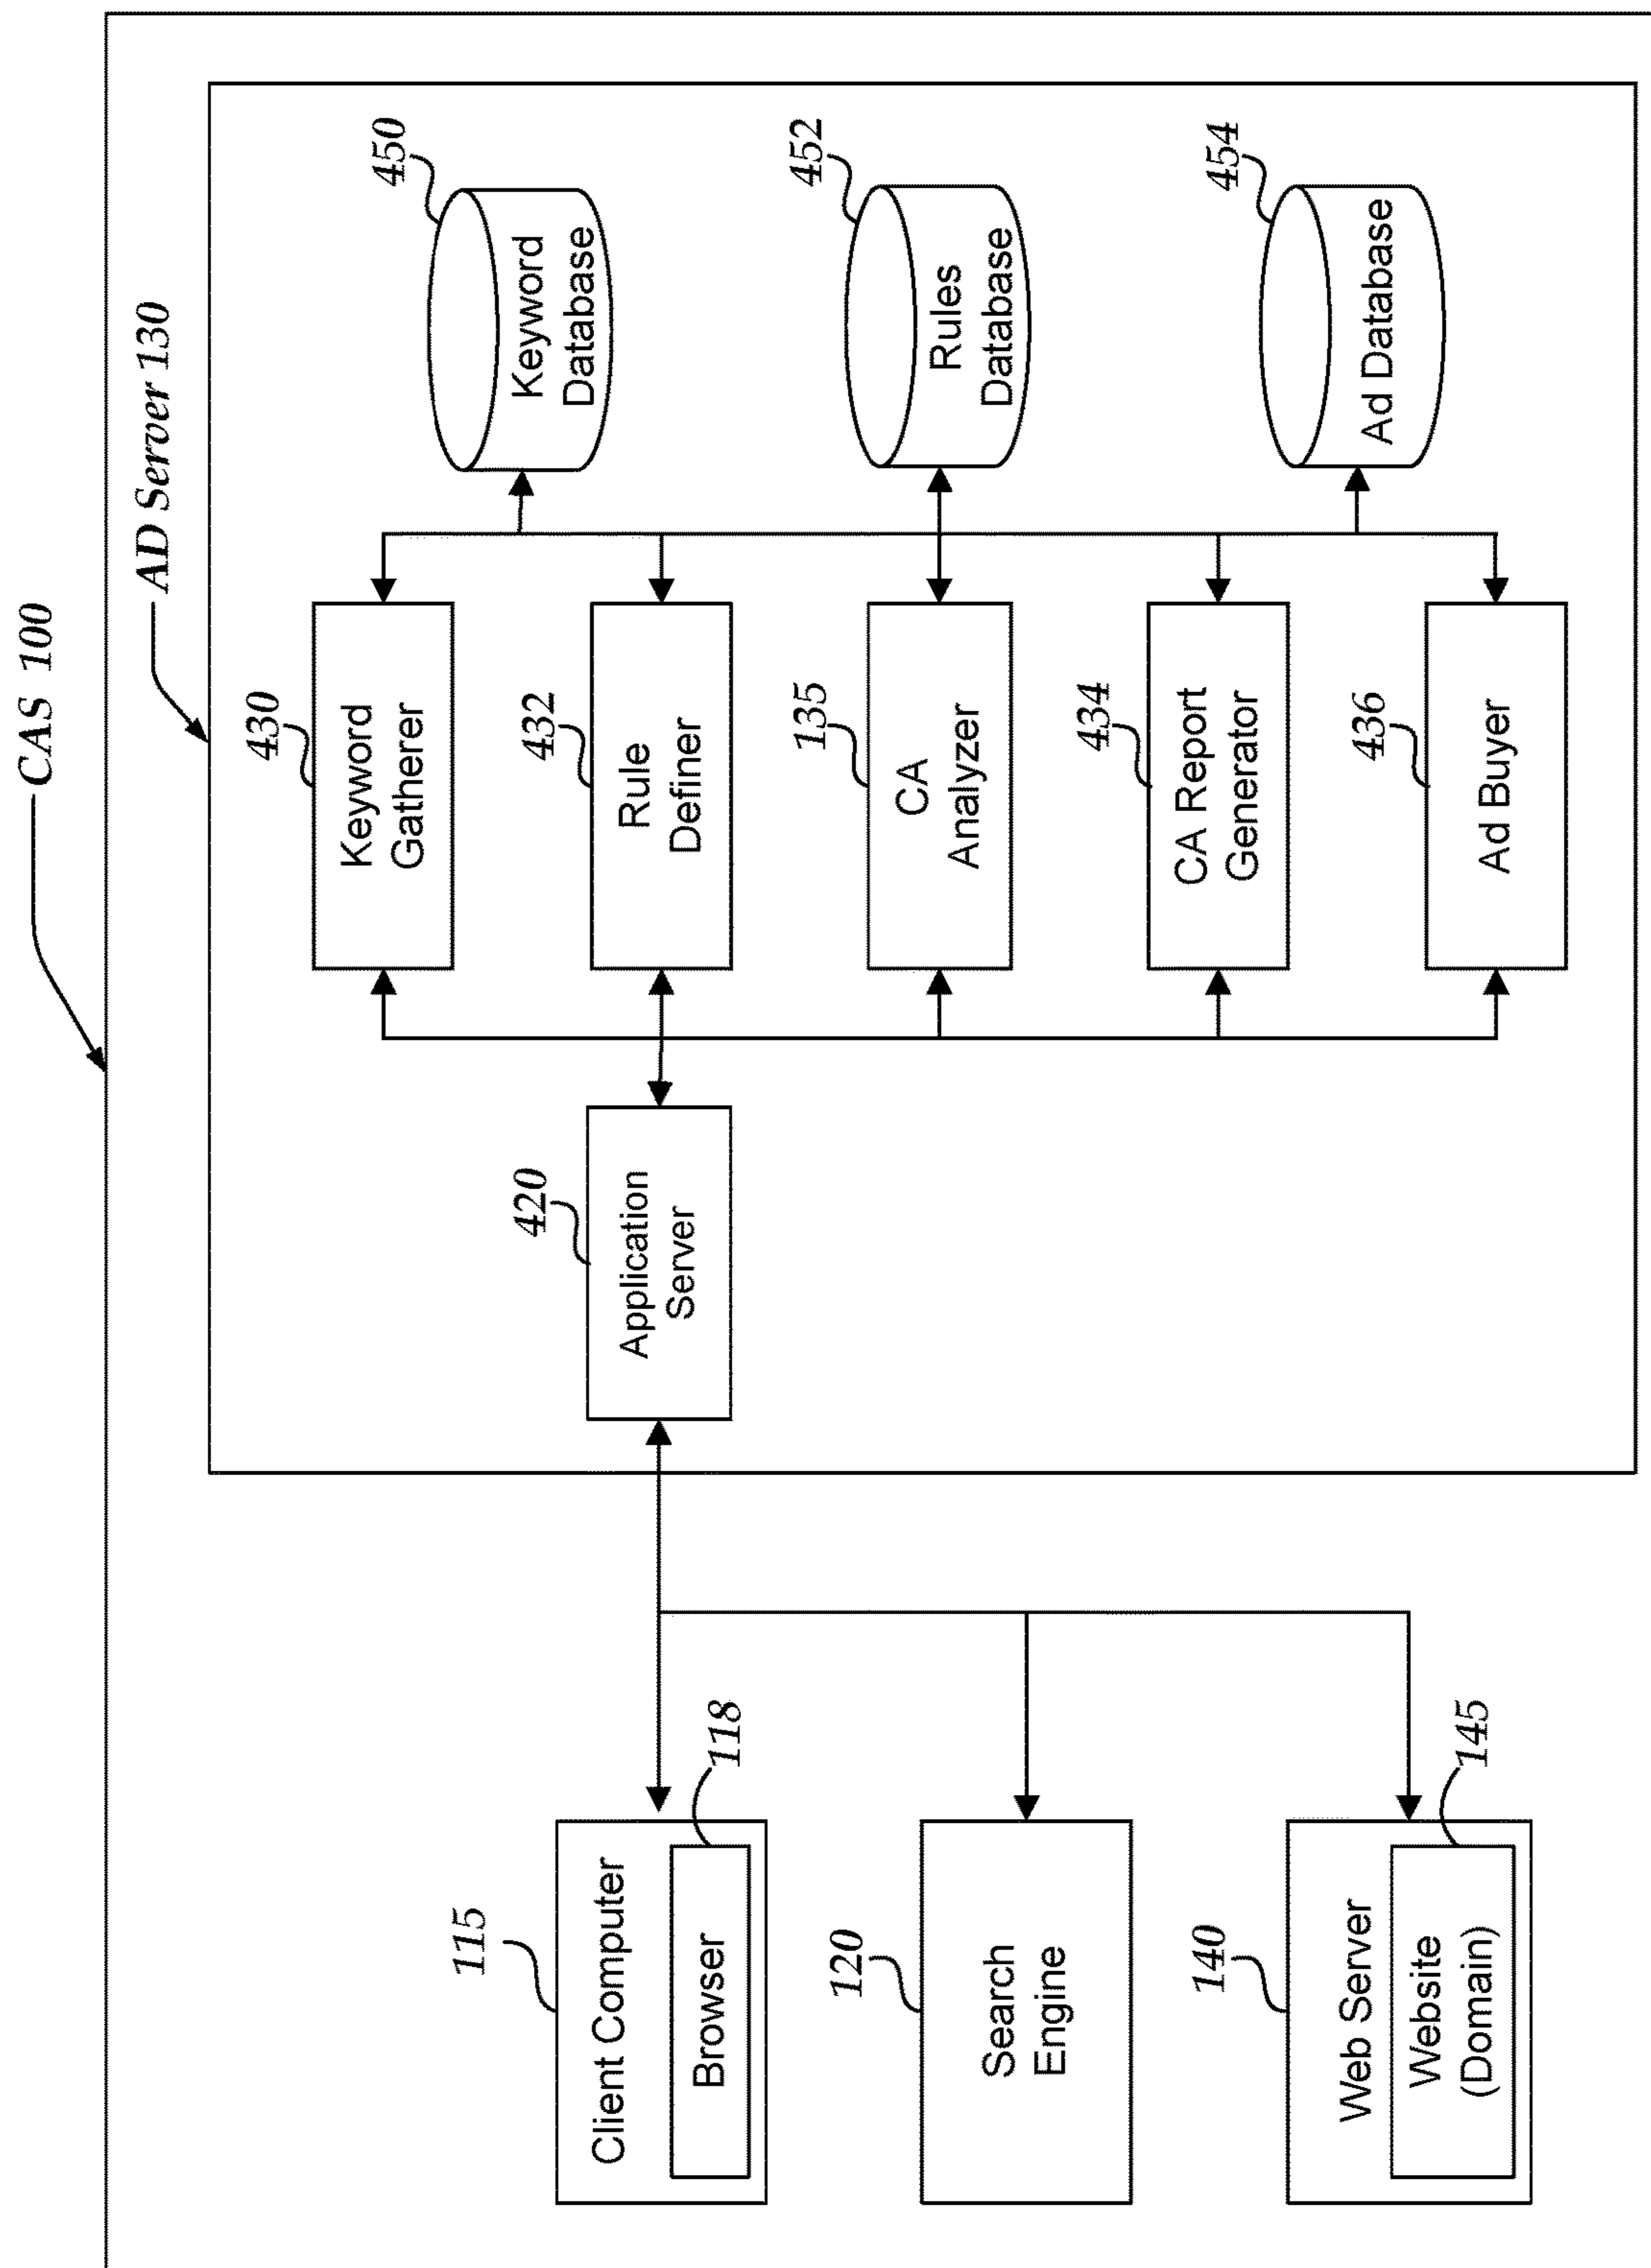 CAS 100
AD Server 130
115
Client Computer
Browser
118
120
Search
Engine
140
Web Server
Website
(Domain)
145
420
Application
Server
430
Keyword
Gatherer
432
Rule
Definer
135
CA
Analyzer
434
CA Report
Generator
436
Ad Buyer
450
Keyword
Database
452
Rules
Database
454
Ad Database